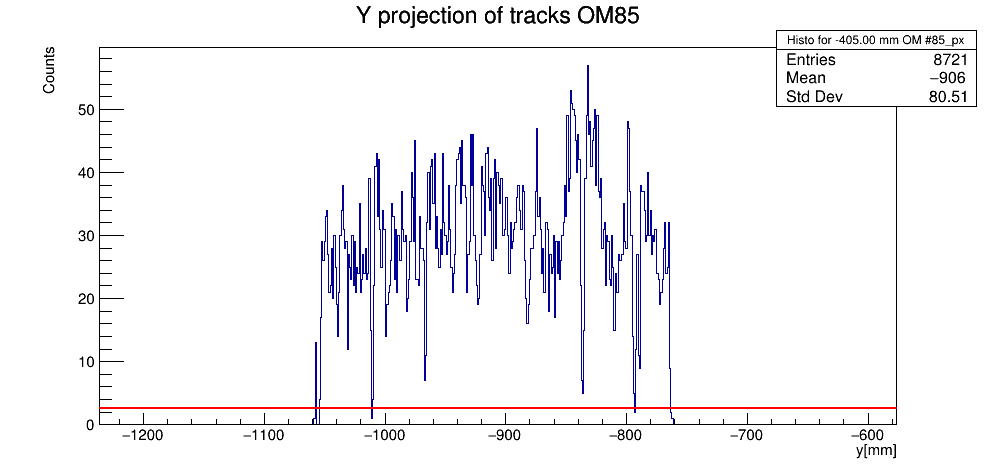 Y projection of tracks OM85
Histo for -405.00 mm OM #85_px
Entries 8721
Mean −906
Std Dev 80.51
Counts
50
40
30
20
10
0
−1200 −1100 −1000 −900 −800 −700 −600
y[mm]